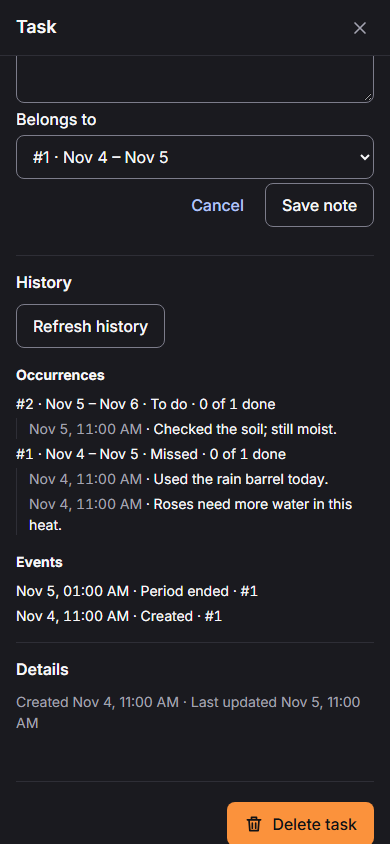 Task
Belongs to
#1 · Nov 4 – Nov 5
Cancel
Save note
History
Refresh history
Occurrences
#2 · Nov 5 – Nov 6 · To do · 0 of 1 done
Nov 5, 11:00 AM · Checked the soil; still moist.
#1 · Nov 4 – Nov 5 · Missed · 0 of 1 done
Nov 4, 11:00 AM · Used the rain barrel today.
Nov 4, 11:00 AM · Roses need more water in this
heat.
Events
Nov 5, 01:00 AM · Period ended · #1
Nov 4, 11:00 AM · Created · #1
Details
Created Nov 4, 11:00 AM · Last updated Nov 5, 11:00
AM
Delete task